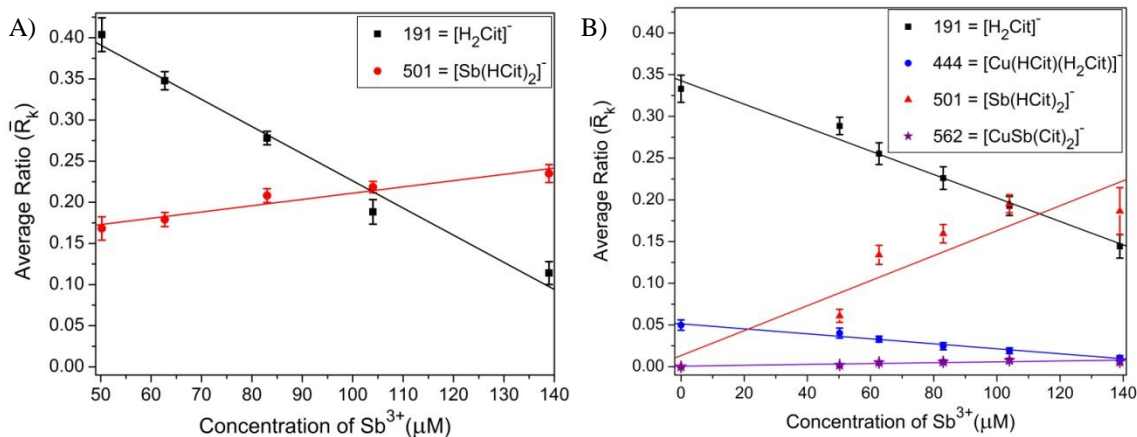 A)
191 = [H₂Cit]⁻
501 = [Sb(HCit)₂]⁻
Average Ratio (R̄ₖ)
0.40
0.35
0.30
0.25
0.20
0.15
0.10
0.05
0.00
50 60 70 80 90 100 110 120 130 140
Concentration of Sb³⁺(μM)
B)
191 = [H₂Cit]⁻
444 = [Cu(HCit)(H₂Cit)]⁻
501 = [Sb(HCit)₂]⁻
562 = [CuSb(Cit)₂]⁻
Average Ratio (R̄ₖ)
0.40
0.35
0.30
0.25
0.20
0.15
0.10
0.05
0.00
0 20 40 60 80 100 120 140
Concentration of Sb³⁺(μM)